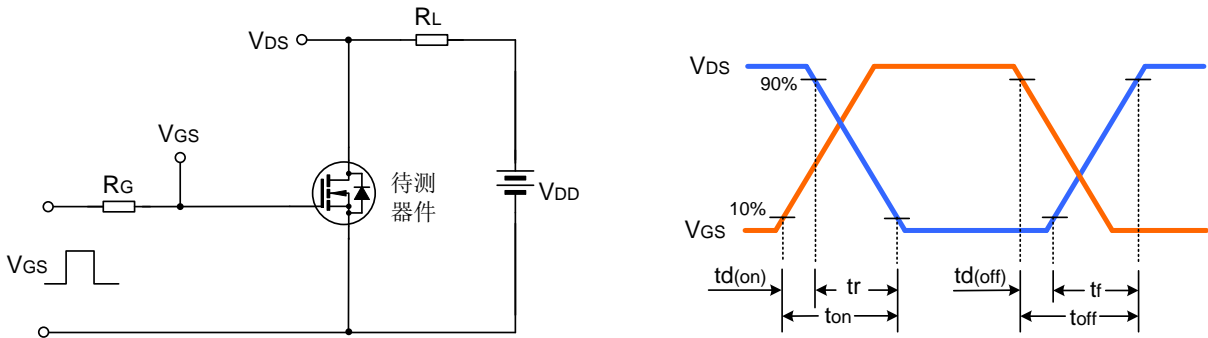 RL
VDS
VGS
RG
待测
器件
VDD
VGS
VDS
90%
10%
VGS
td(on)
tr
ton
td(off)
tf
toff